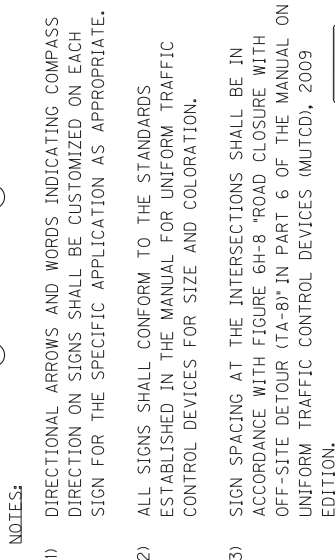 NOTES:
1) DIRECTIONAL ARROWS AND WORDS INDICATING COMPASS
DIRECTION ON SIGNS SHALL BE CUSTOMIZED ON EACH
SIGN FOR THE SPECIFIC APPLICATION AS APPROPRIATE.
2) ALL SIGNS SHALL CONFORM TO THE STANDARDS
ESTABLISHED IN THE MANUAL FOR UNIFORM TRAFFIC
CONTROL DEVICES FOR SIZE AND COLORATION.
3) SIGN SPACING AT THE INTERSECTIONS SHALL BE IN
ACCORDANCE WITH FIGURE 6H-8 "ROAD CLOSURE WITH
OFF-SITE DETOUR (TA-8)" IN PART 6 OF THE MANUAL ON
UNIFORM TRAFFIC CONTROL DEVICES (MUTCD), 2009
EDITION.